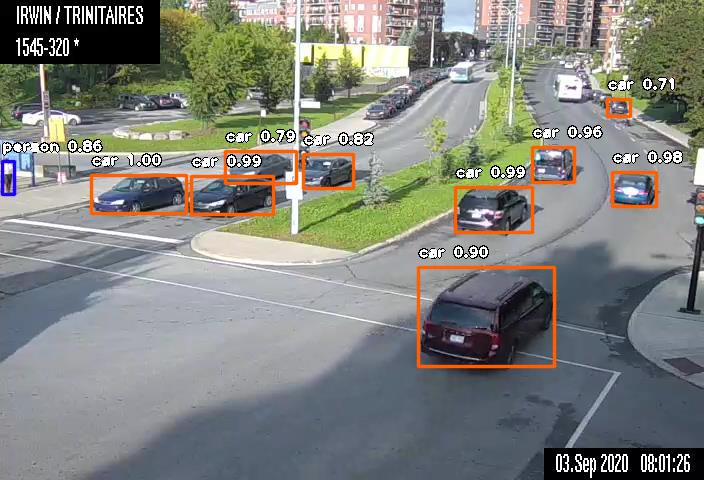 IRWIN / TRINITAIRES
1545-320 *
car 0.71
person 0.86
car 1.00
car 0.99
car 0.79
car 0.82
car 0.96
car 0.98
car 0.99
car 0.90
03.Sep 2020 08:01:26